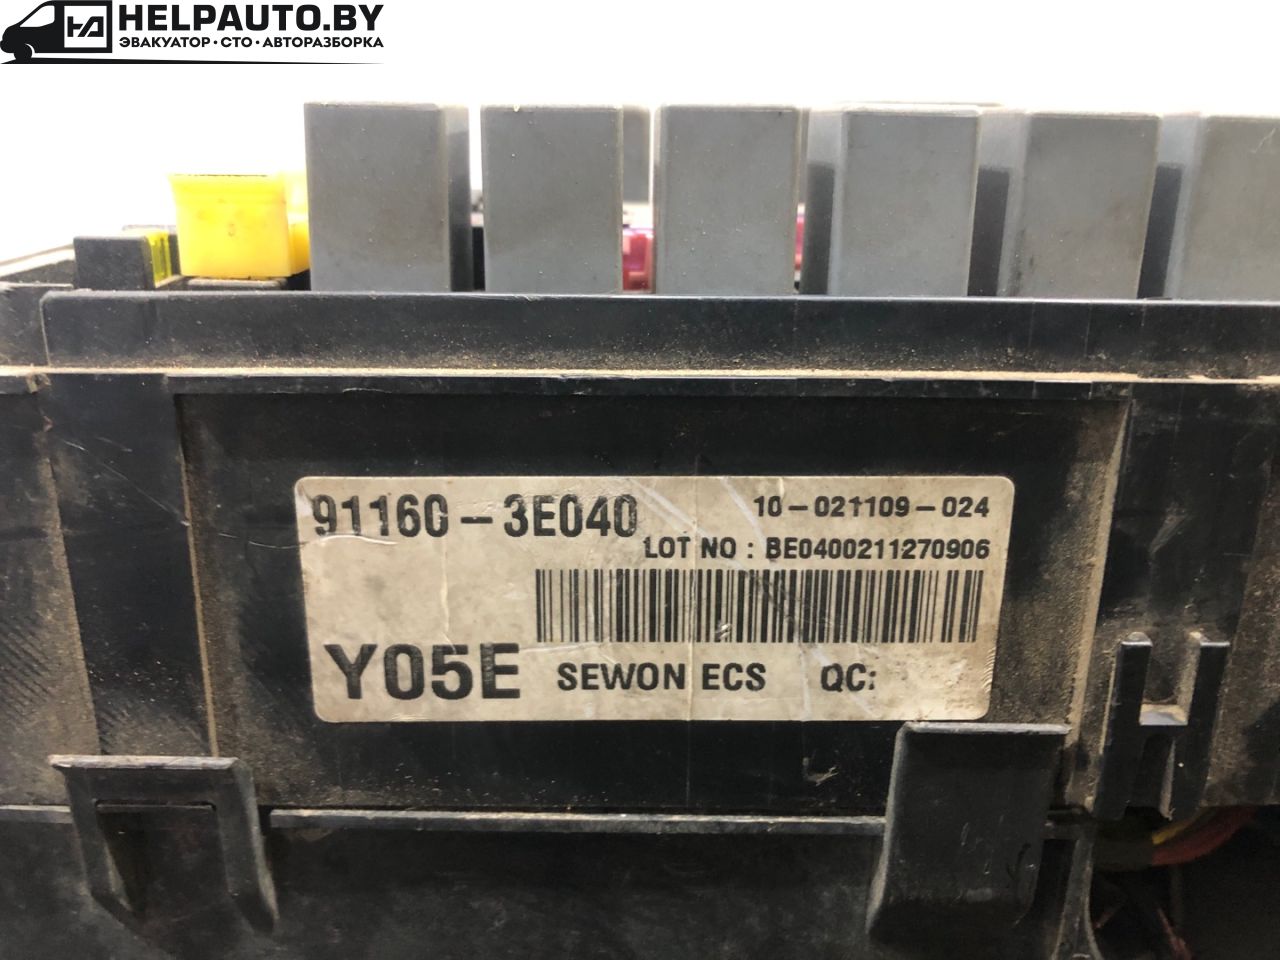 HELPAUTO.BY
ЭВАКУАТОР·СТО·АВТОРАЗБОРКА
91160-3E040
10-021109-024
LOT NO : BE0400211270906
Y05E
SEWON ECS QC: